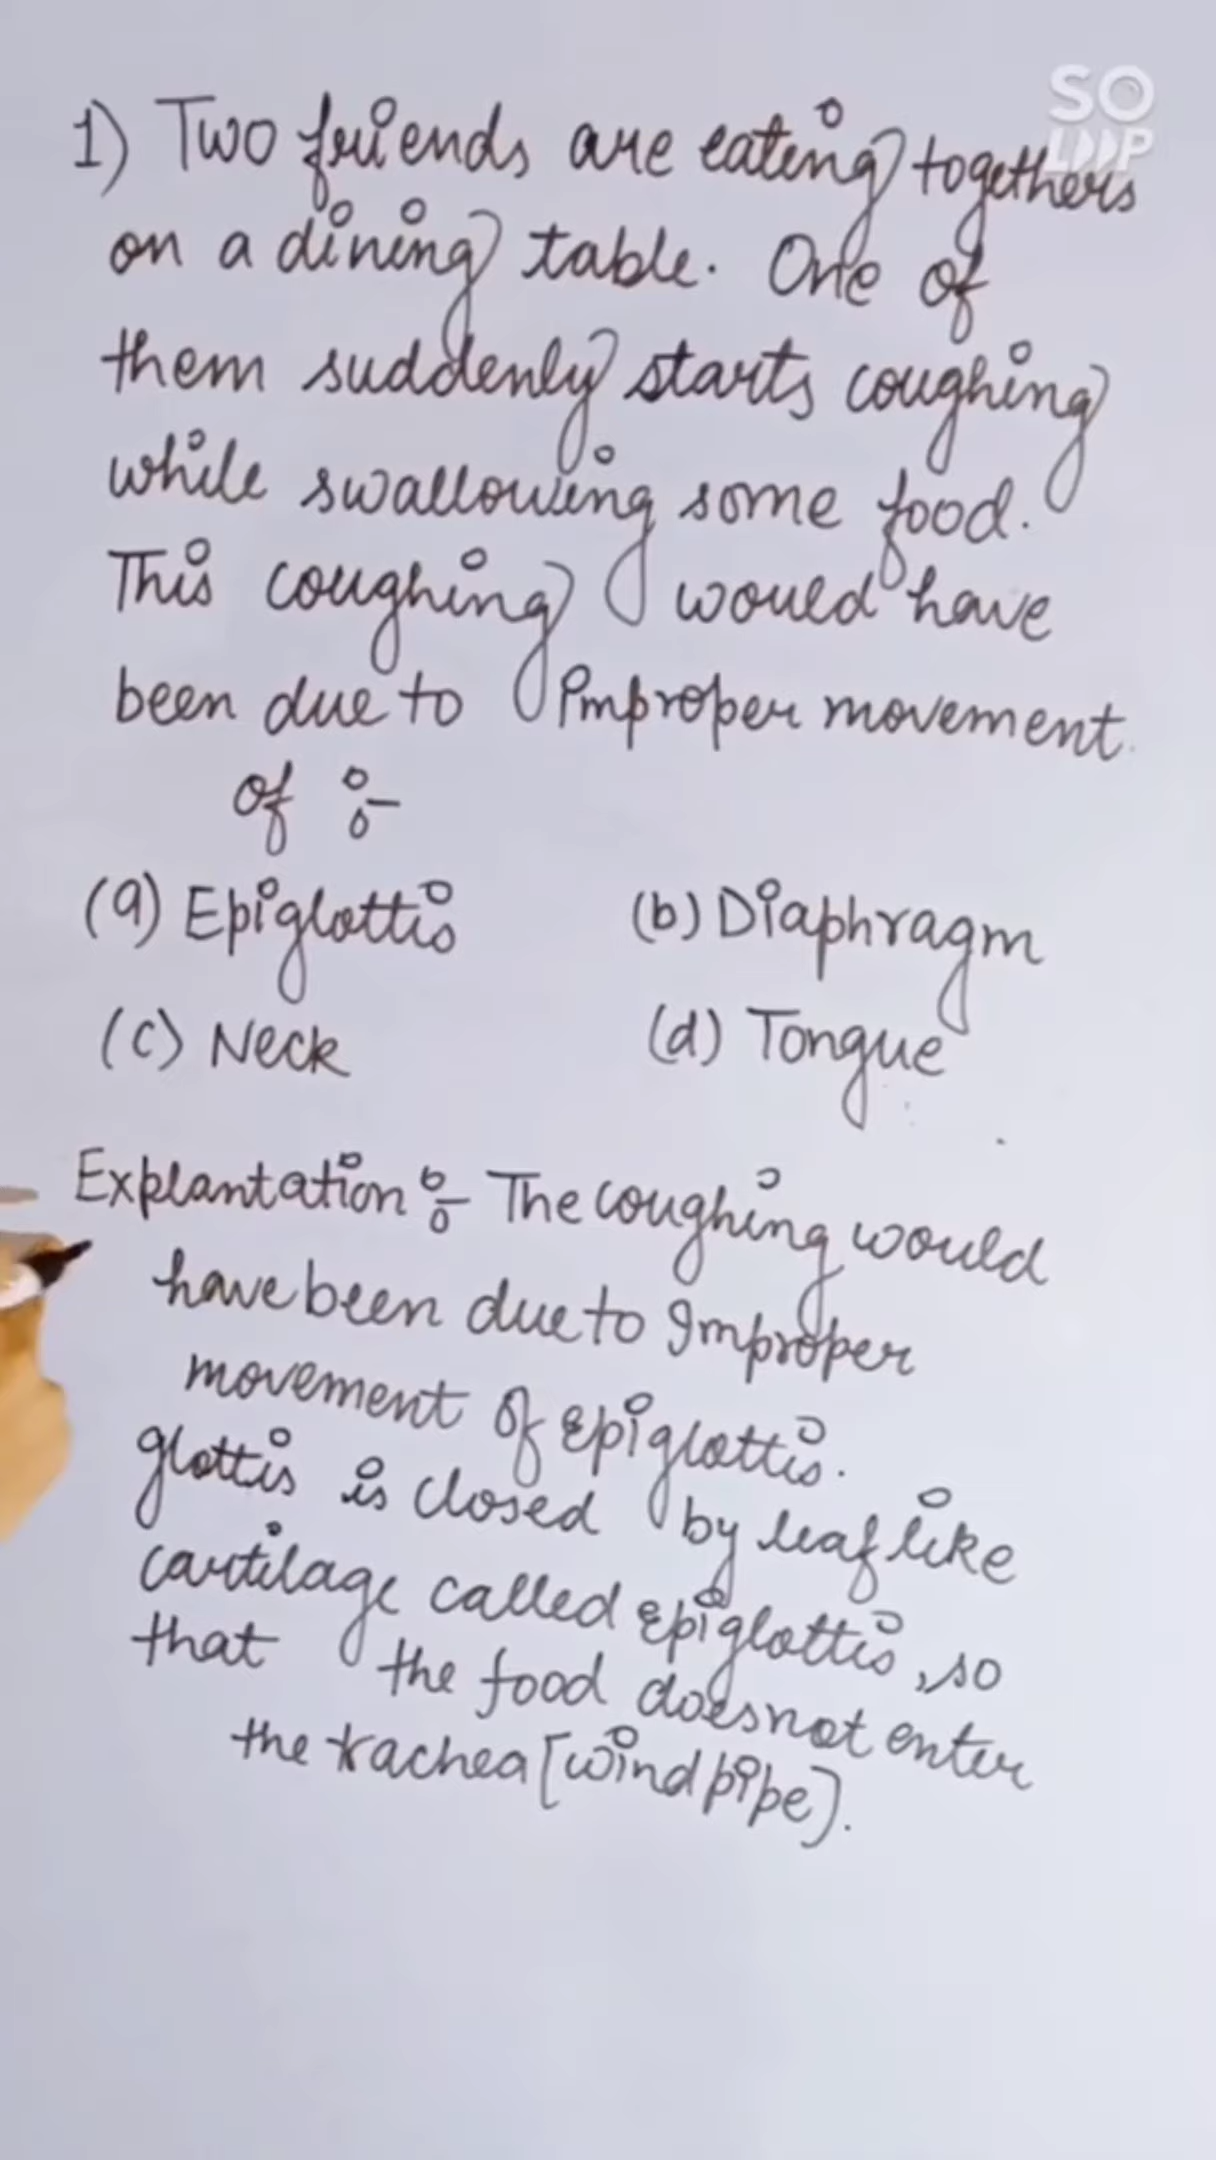 SO
LOOP
1) Two friends are eating togethers
on a dining table. One of
them suddenly starts coughing
while swallowing some food.
This coughing would have
been due to Improper movement
of :-
(a) Epiglottis (b) Diaphragm
(c) Neck (d) Tongue
Explantation :- The coughing would
have been due to Improper
movement of Epiglottis.
glottis is closed by leaf like
cartilage called Epiglottis, so
that the food does not enter
the trachea [windpipe].